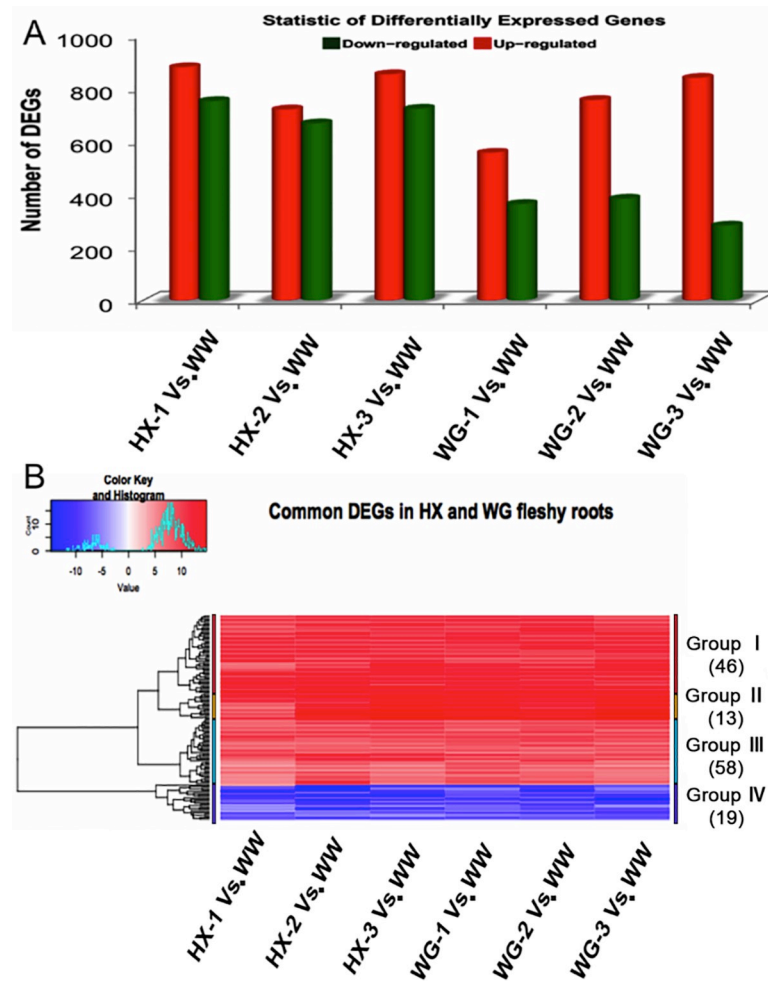 A
Statistic of Differentially Expressed Genes
Down-regulated Up-regulated
Number of DEGs
1000
800
600
400
200
0
HX-1 Vs.WW
HX-2 Vs.WW
HX-3 Vs.WW
WG-1 Vs.WW
WG-2 Vs.WW
WG-3 Vs.WW
B
Color Key
and Histogram
Count
0 10
-10 -5 0 5 10
Value
Common DEGs in HX and WG fleshy roots
Group I
(46)
Group II
(13)
Group III
(58)
Group IV
(19)
HX-1 Vs.WW
HX-2 Vs.WW
HX-3 Vs.WW
WG-1 Vs.WW
WG-2 Vs.WW
WG-3 Vs.WW